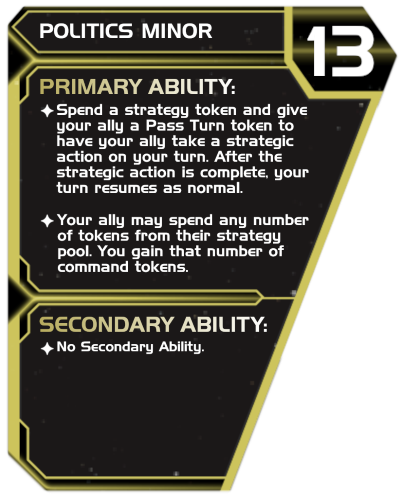 POLITICS MINOR
13
PRIMARY ABILITY:
Spend a strategy token and give
your ally a Pass Turn token to
have your ally take a strategic
action on your turn. After the
strategic action is complete, your
turn resumes as normal.
Your ally may spend any number
of tokens from their strategy
pool. You gain that number of
command tokens.
SECONDARY ABILITY:
No Secondary Ability.